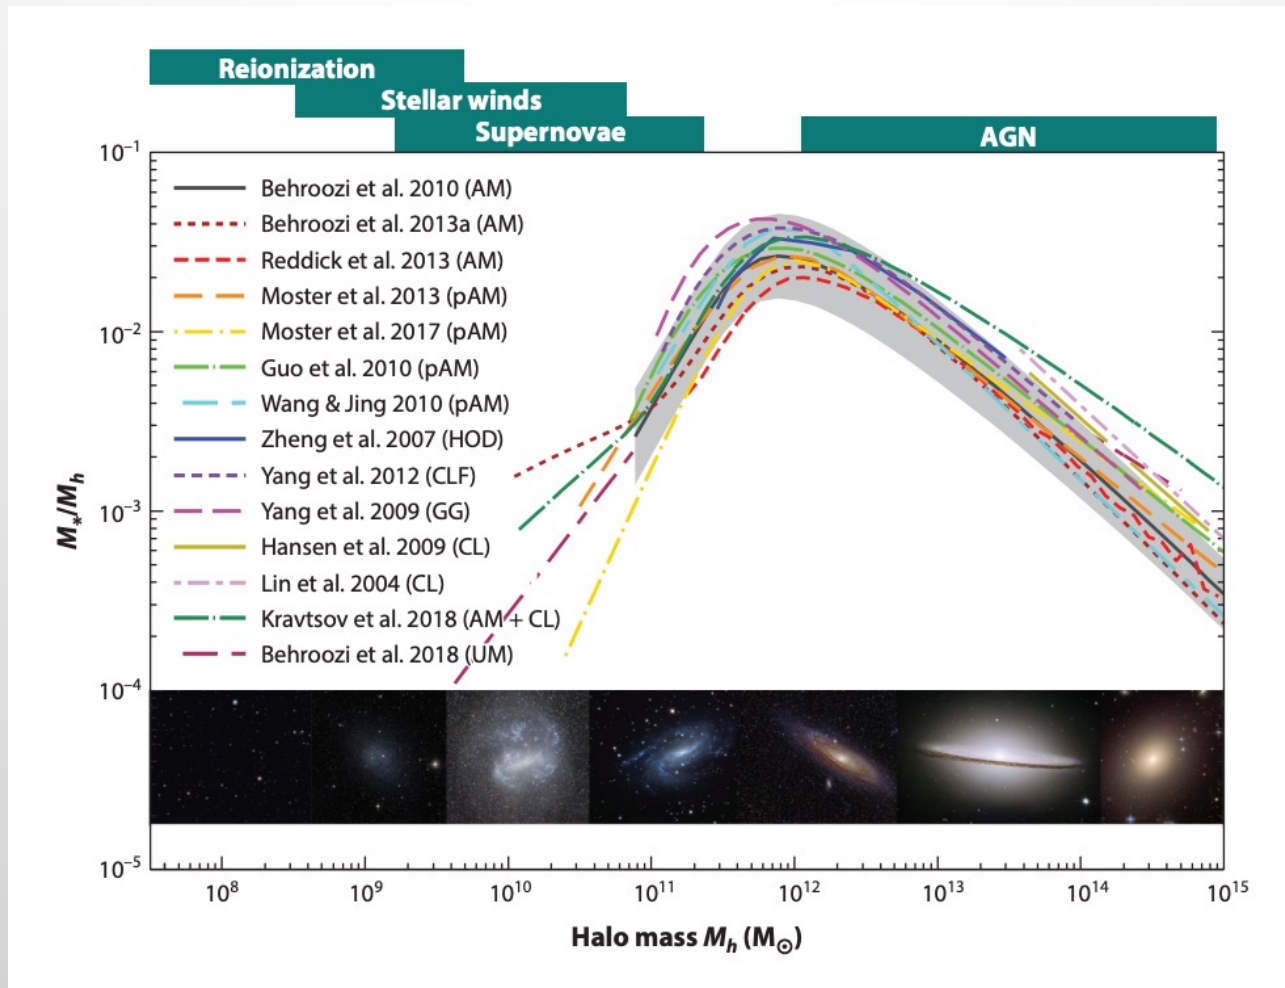 Reionization
Stellar winds
Supernovae
AGN
10⁻¹
Behroozi et al. 2010 (AM)
Behroozi et al. 2013a (AM)
Reddick et al. 2013 (AM)
Moster et al. 2013 (pAM)
Moster et al. 2017 (pAM)
10⁻²
Guo et al. 2010 (pAM)
Wang & Jing 2010 (pAM)
Zheng et al. 2007 (HOD)
Yang et al. 2012 (CLF)
Yang et al. 2009 (GG)
10⁻³
Hansen et al. 2009 (CL)
Lin et al. 2004 (CL)
Kravtsov et al. 2018 (AM + CL)
Behroozi et al. 2018 (UM)
10⁻⁴
10⁻⁵
M*/Mh
10⁸ 10⁹ 10¹⁰ 10¹¹ 10¹² 10¹³ 10¹⁴ 10¹⁵
Halo mass Mh (M⊙)